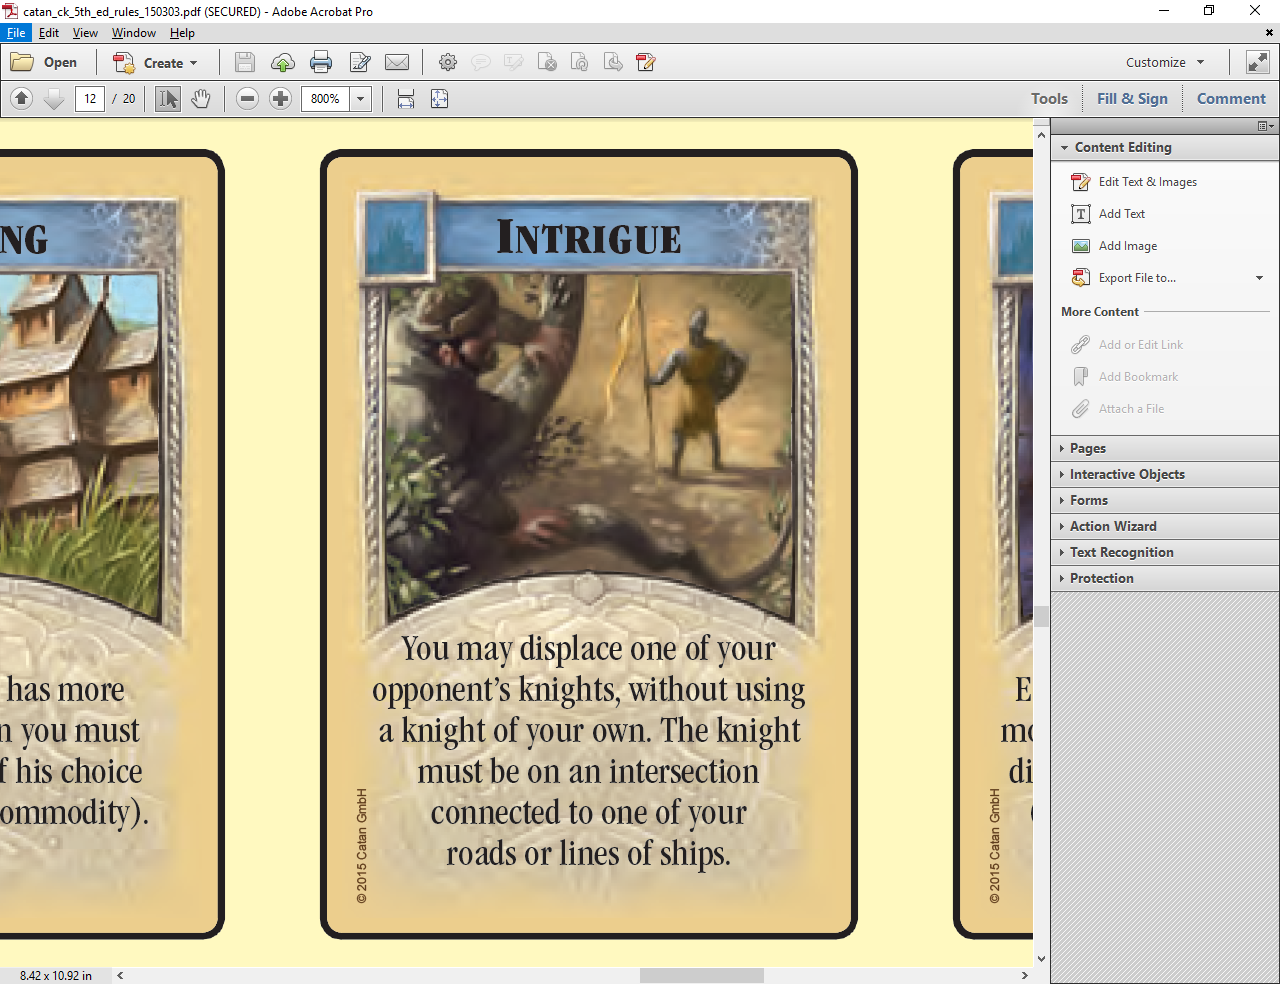 catan_ck_5th_ed_rules_150303.pdf (SECURED) - Adobe Acrobat Pro
File Edit View Window Help
Open Create Customize
12 / 20 800% Tools Fill & Sign Comment
Content Editing
Edit Text & Images
Add Text
Add Image
Export File to...
More Content
Add or Edit Link
Add Bookmark
Attach a File
Pages
Interactive Objects
Forms
Action Wizard
Text Recognition
Protection
NG
has more
n you must
f his choice
ommodity).
INTRIGUE
You may displace one of your
opponent's knights, without using
a knight of your own. The knight
must be on an intersection
connected to one of your
roads or lines of ships.
© 2015 Catan GmbH
E
mo
di
(
© 2015 Catan GmbH
8.42 x 10.92 in